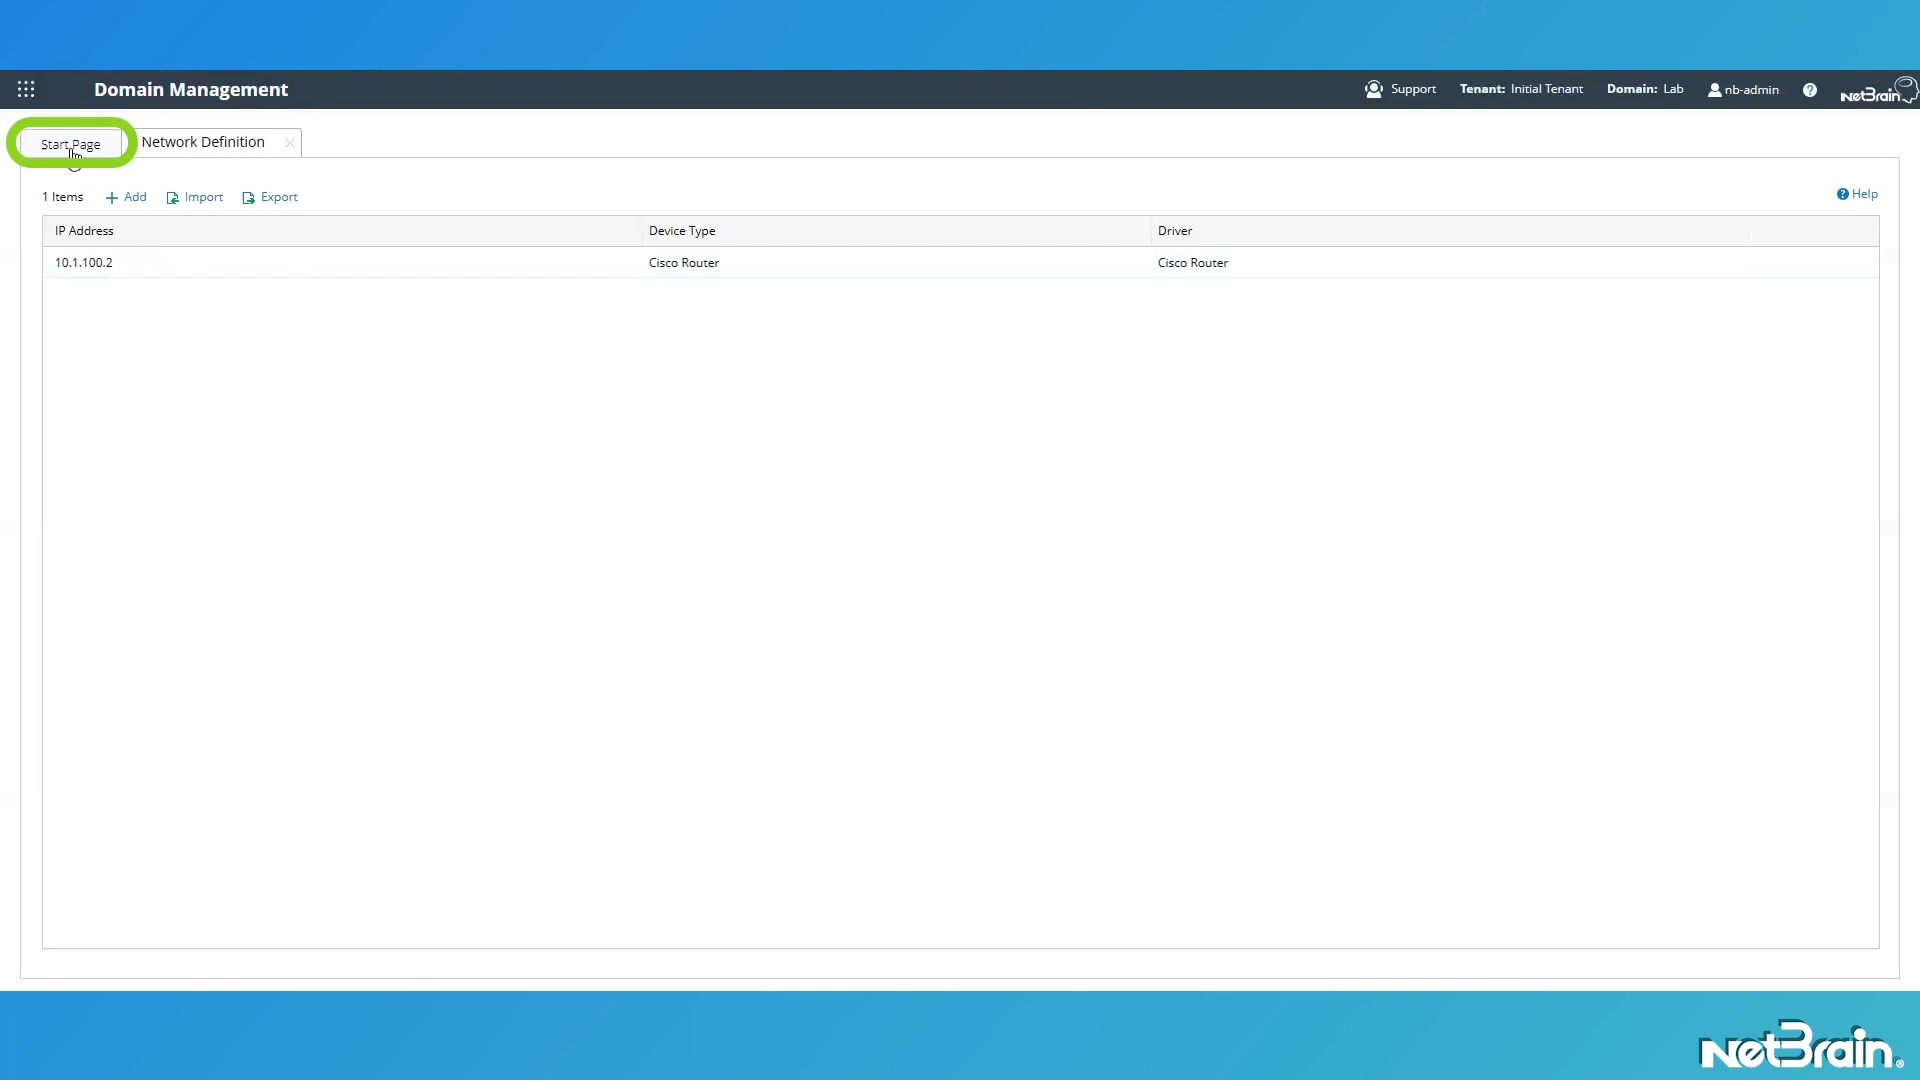 Domain Management
Support Tenant: Initial Tenant Domain: Lab nb-admin ? NetBrain
Start Page Network Definition
1 Items Add Import Export Help
IP Address Device Type Driver
10.1.100.2 Cisco Router Cisco Router
NetBrain®